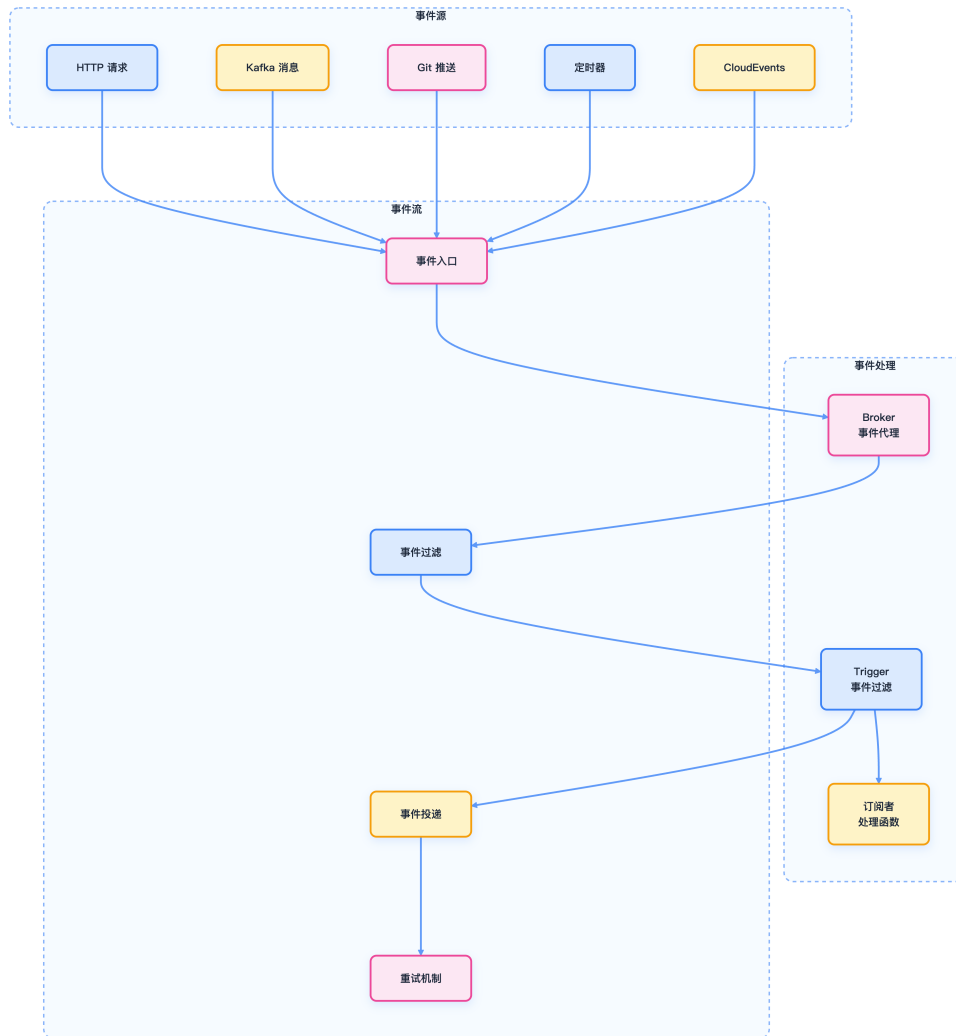 事件源
HTTP 请求
Kafka 消息
Git 推送
定时器
CloudEvents
事件流
事件入口
事件处理
Broker
事件代理
事件过滤
Trigger
事件过滤
事件投递
订阅者
处理函数
重试机制